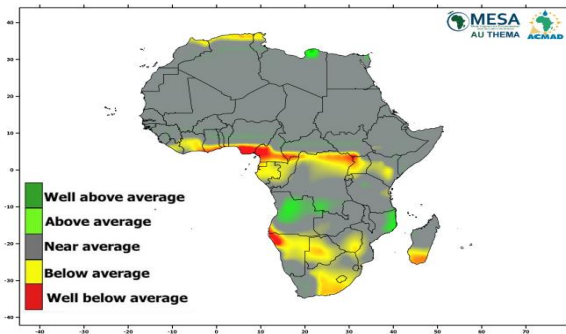 MESA
AU THEMA
ACMAD
40
30
20
10
0
-10
-20
-30
-40
Well above average
Above average
Near average
Below average
Well below average
-40 -30 -20 -10 0 10 20 30 40 50 60 70